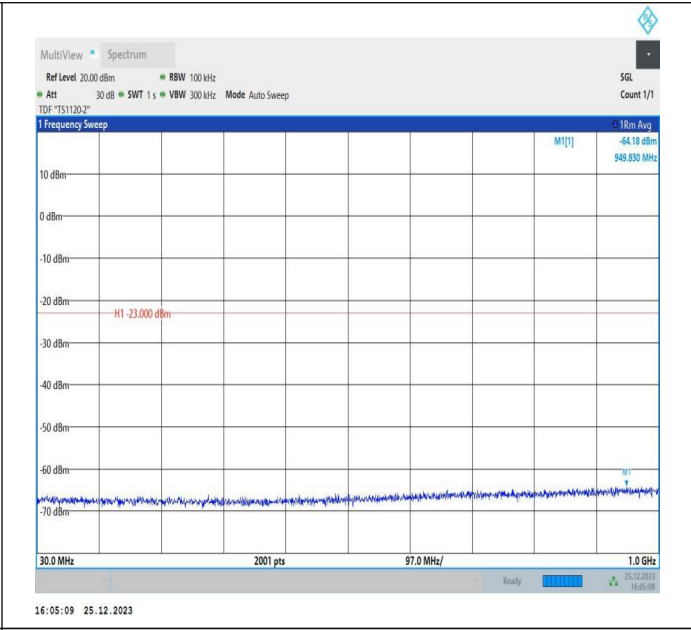 R S
MultiView Spectrum
Ref Level 20.00 dBm RBW 100 kHz SGL
Att 30 dB SWT 1 s VBW 300 kHz Mode Auto Sweep Count 1/1
TDF "TS1120-2"
1 Frequency Sweep 1Rm Avg
M1[1] -64.18 dBm
949.830 MHz
10 dBm
0 dBm
-10 dBm
-20 dBm
H1 -23.000 dBm
-30 dBm
-40 dBm
-50 dBm
-60 dBm
M1
-70 dBm
30.0 MHz 2001 pts 97.0 MHz/ 1.0 GHz
Ready 25.12.2023
16:05:08
16:05:09 25.12.2023